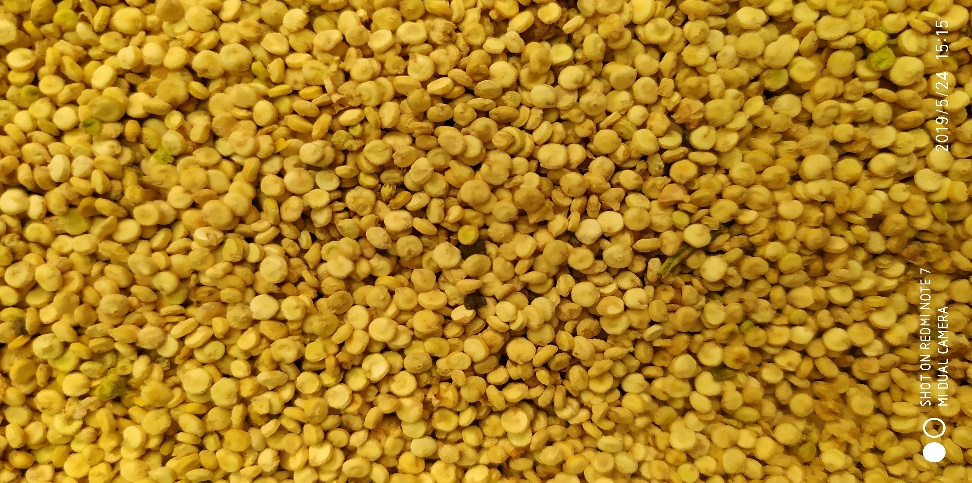 2019/5/24 15:15
SHOT ON REDMI NOTE 7
MI DUAL CAMERA